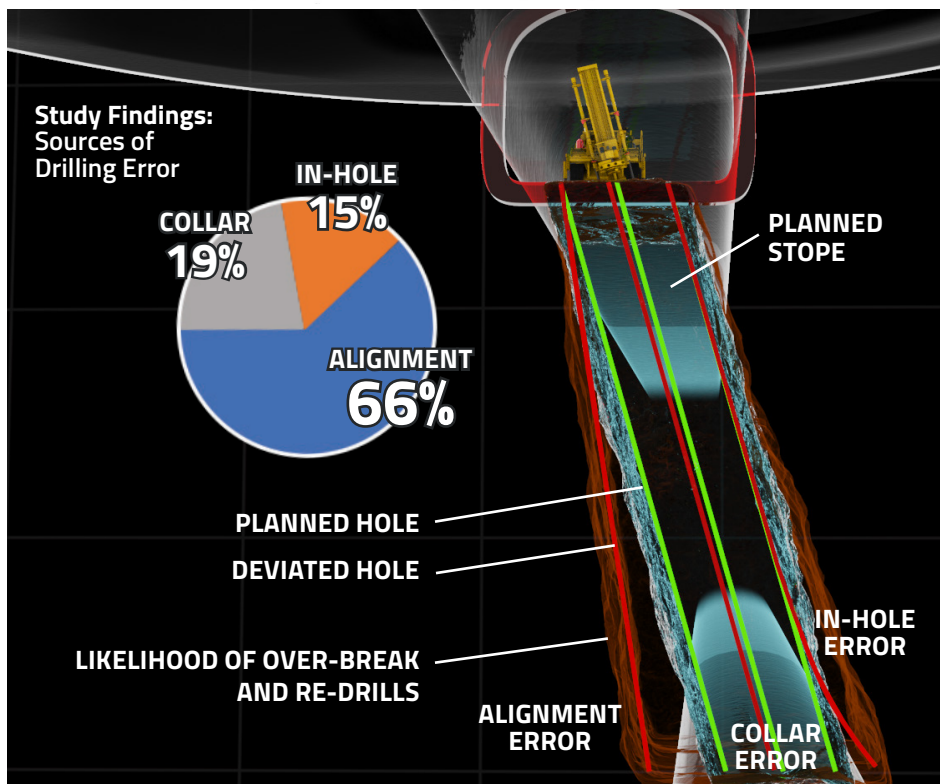 Study Findings:
Sources of
Drilling Error
IN-HOLE
15%
COLLAR
19%
ALIGNMENT
66%
PLANNED
STOPE
PLANNED HOLE
DEVIATED HOLE
LIKELIHOOD OF OVER-BREAK
AND RE-DRILLS
ALIGNMENT
ERROR
COLLAR
ERROR
IN-HOLE
ERROR